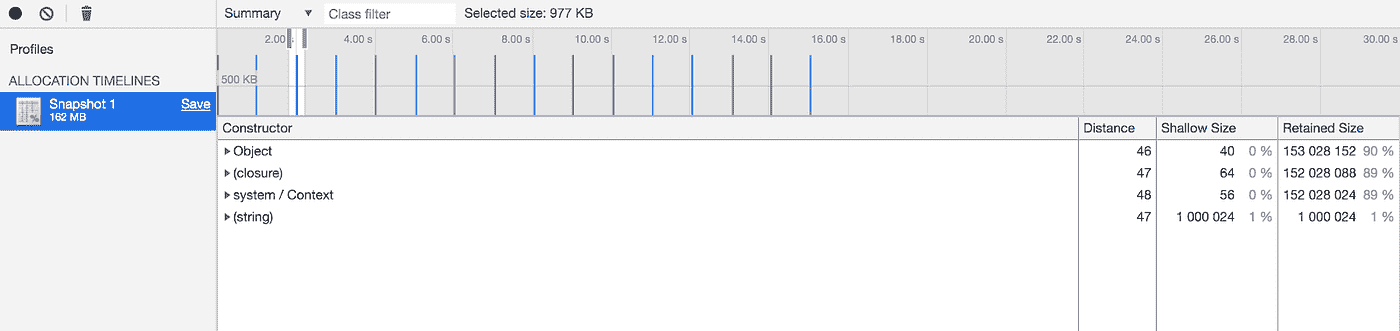 Summary ▼ Class filter Selected size: 977 KB
Profiles
ALLOCATION TIMELINES
Snapshot 1 Save
162 MB
2.00 s 4.00 s 6.00 s 8.00 s 10.00 s 12.00 s 14.00 s 16.00 s 18.00 s 20.00 s 22.00 s 24.00 s 26.00 s 28.00 s 30.00 s
500 KB
Constructor Distance Shallow Size Retained Size
Object 46 40 0 % 153 028 152 90 %
(closure) 47 64 0 % 152 028 088 89 %
system / Context 48 56 0 % 152 028 024 89 %
(string) 47 1 000 024 1 % 1 000 024 1 %